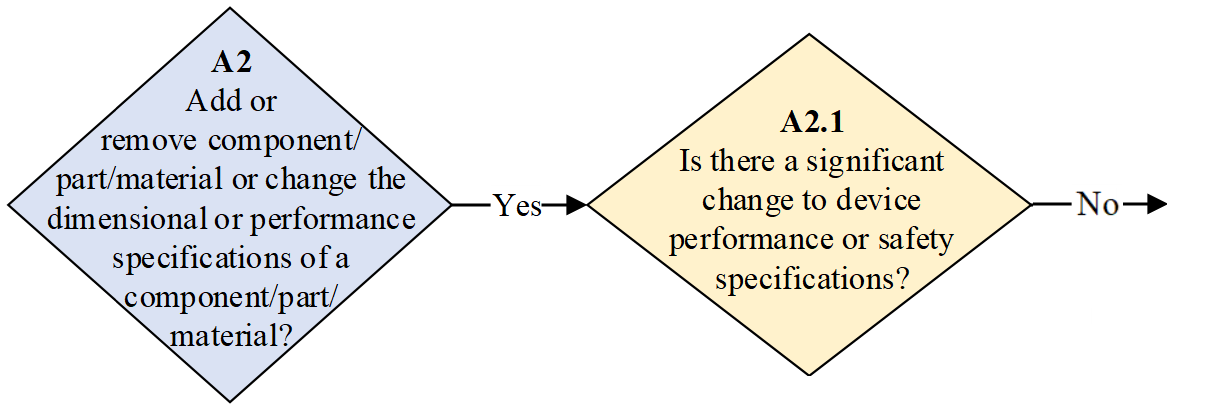 A2
Add or
remove component/
part/material or change the
dimensional or performance
specifications of a
component/part/
material?
Yes
A2.1
Is there a significant
change to device
performance or safety
specifications?
No